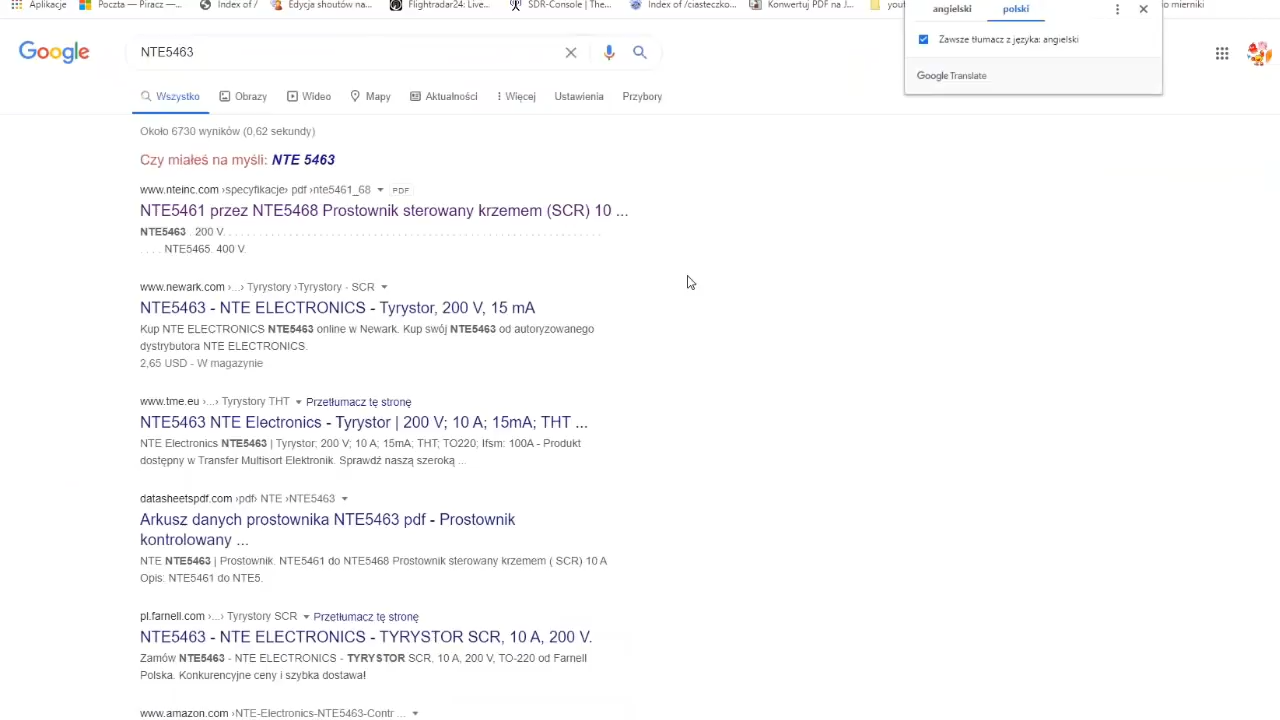 Aplikacje Poczta — Piracz —... Index of / Edycja shoutów na... Flightradar24: Live... SDR-Console | The... Index of /ciasteczko... Konwertuj PDF na J... mierniki
angielski polski
Zawsze tłumacz z języka: angielski
Google Translate
Google NTE5463
Wszystko Obrazy Wideo Mapy Aktualności Więcej Ustawienia Przybory
Około 6730 wyników (0,62 sekundy)
Czy miałeś na myśli: NTE 5463
www.nteinc.com ›specyfikacje› pdf ›nte5461_68 PDF
NTE5461 przez NTE5468 Prostownik sterowany krzemem (SCR) 10 ...
NTE5463 . 200 V. . . . . . . . . . . . . . . . . . . . . . . . . . . . . . . . . . . . . . . . . . . . . . . . . . . . . . . . . .
. . . . NTE5465. 400 V.
www.newark.com ›...› Tyrystory ›Tyrystory - SCR
NTE5463 - NTE ELECTRONICS - Tyrystor, 200 V, 15 mA
Kup NTE ELECTRONICS NTE5463 online w Newark. Kup swój NTE5463 od autoryzowanego
dystrybutora NTE ELECTRONICS.
2,65 USD - W magazynie
www.tme.eu ›...› Tyrystory THT Przetłumacz tę stronę
NTE5463 NTE Electronics - Tyrystor | 200 V; 10 A; 15mA; THT ...
NTE Electronics NTE5463 | Tyrystor; 200 V; 10 A; 15mA; THT; TO220; Ifsm: 100A - Produkt
dostępny w Transfer Multisort Elektronik. Sprawdź naszą szeroką ...
datasheetspdf.com ›pdf› NTE ›NTE5463
Arkusz danych prostownika NTE5463 pdf - Prostownik
kontrolowany ...
NTE NTE5463 | Prostownik. NTE5461 do NTE5468 Prostownik sterowany krzemem ( SCR) 10 A
Opis: NTE5461 do NTE5.
pl.farnell.com ›...› Tyrystory SCR Przetłumacz tę stronę
NTE5463 - NTE ELECTRONICS - TYRYSTOR SCR, 10 A, 200 V.
Zamów NTE5463 - NTE ELECTRONICS - TYRYSTOR SCR, 10 A, 200 V, TO-220 od Farnell
Polska. Konkurencyjne ceny i szybka dostawa!
www.amazon.com ›NTE-Electronics-NTE5463-Contr ...